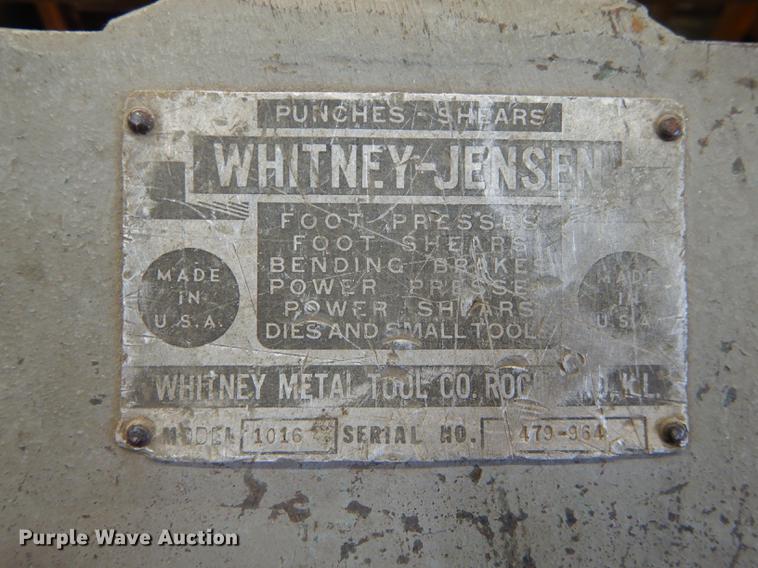 PUNCHES - SHEARS
WHITNEY-JENSEN
FOOT PRESSES
FOOT SHEARS
BENDING BRAKES
POWER PRESSES
POWER SHEARS
DIES AND SMALL TOOLS
MADE
IN
U.S.A.
MADE
IN
U.S.A.
WHITNEY METAL TOOL CO. ROCKFORD, ILL.
MODEL 1016 SERIAL NO. 479-964
Purple Wave Auction